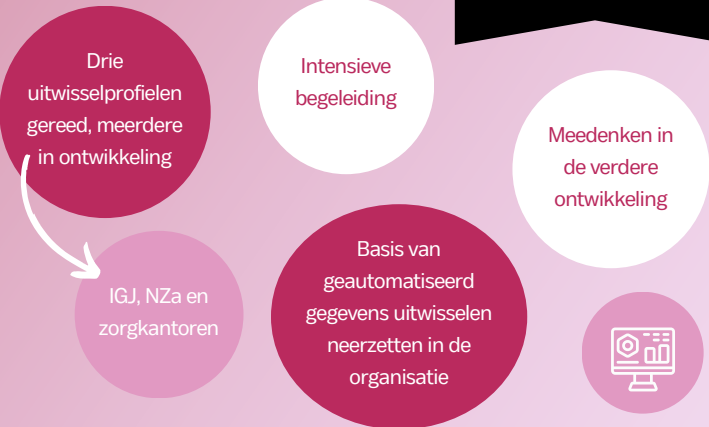 Drie
uitwisselprofielen
gereed, meerdere
in ontwikkeling
Intensieve
begeleiding
Meedenken in
de verdere
ontwikkeling
IGJ, NZa en
zorgkantoren
Basis van
geautomatiseerd
gegevens uitwisselen
neerzetten in de
organisatie